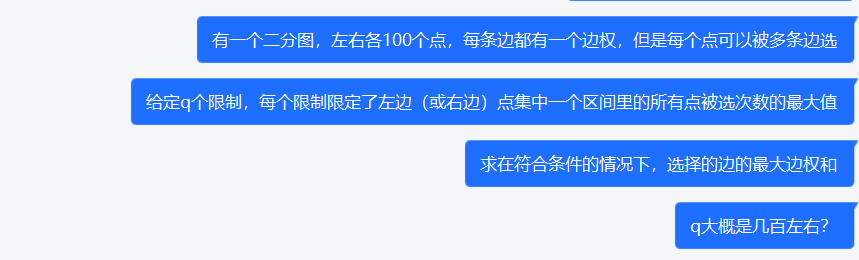 有一个二分图，左右各100个点，每条边都有一个边权，但是每个点可以被多条边选
给定q个限制，每个限制限定了左边（或右边）点集中一个区间里的所有点被选次数的最大值
求在符合条件的情况下，选择的边的最大边权和
q大概是几百左右？